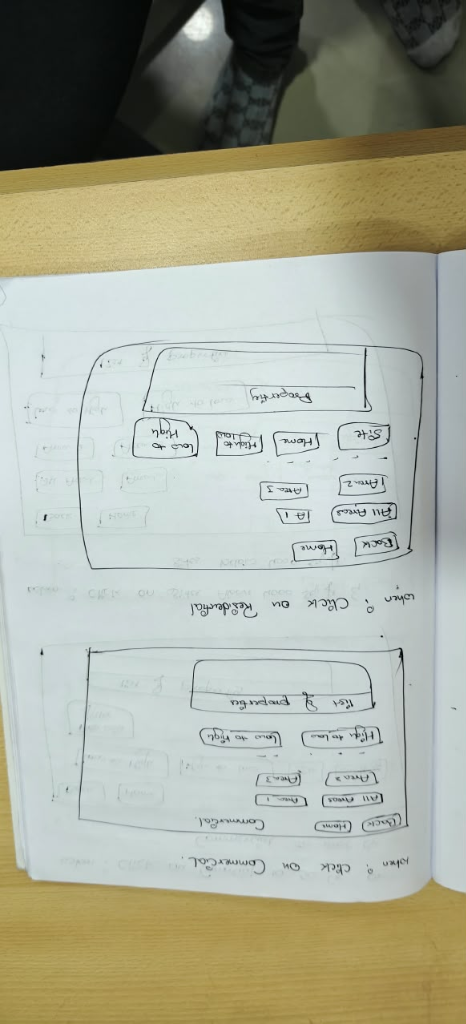 when i click on Commercial.
Back Home Commercial.
All Areas Area 1
Area 2 Area 3
High to low Low to High
List of properties
when i click on Residential
Back Home
All Areas A 1
Area 2 Area 3
Site Home High to low Low to High